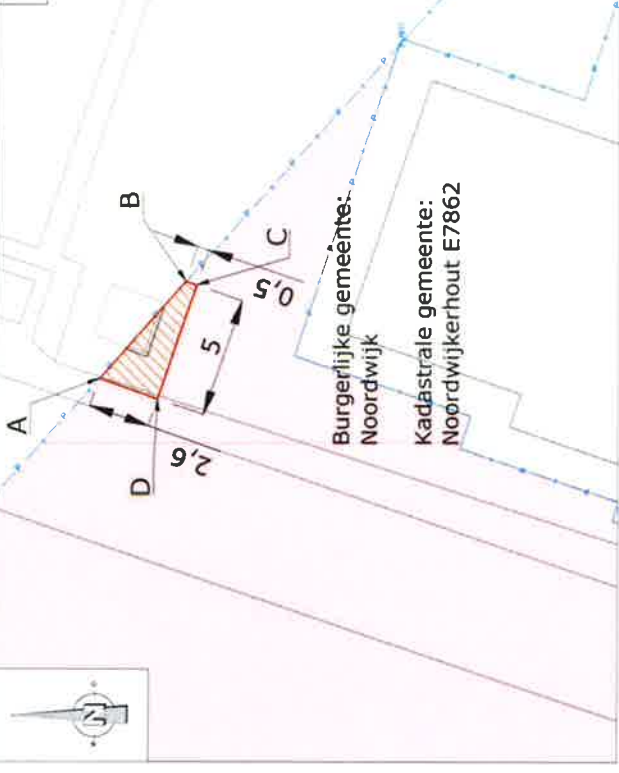 A
B
C
D
0,5
5
2,6
Burgerlijke gemeente:
Noordwijk
Kadastrale gemeente:
Noordwijkerhout E7862
N